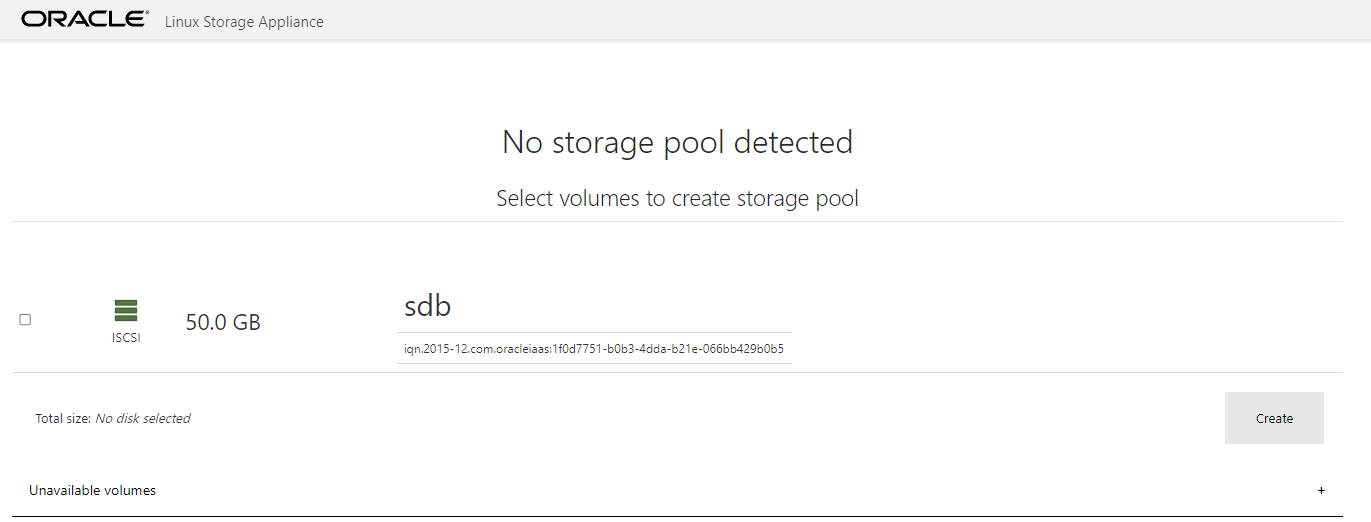 ORACLE® Linux Storage Appliance
No storage pool detected
Select volumes to create storage pool
sdb
50.0 GB
ISCSI
iqn.2015-12.com.oracleiaas:1f0d7751-b0b3-4dda-b21e-066bb429b0b5
Total size: No disk selected
Create
Unavailable volumes +